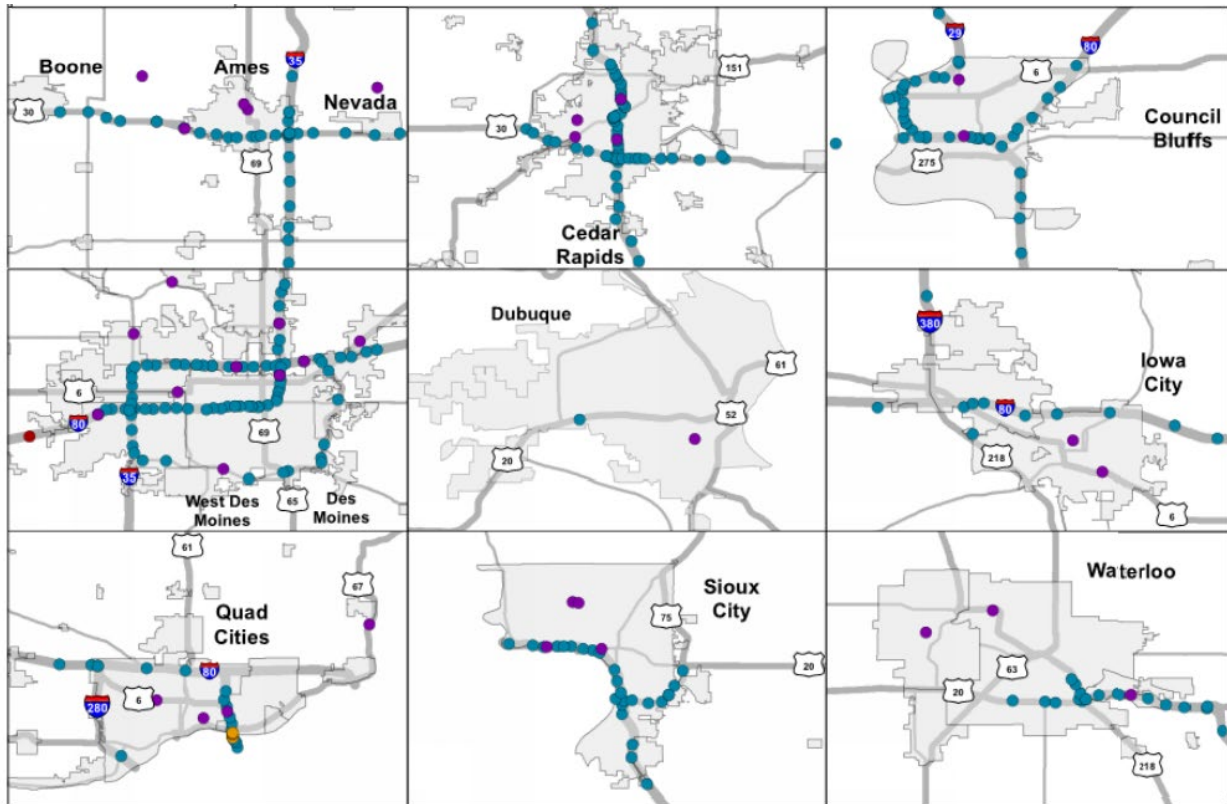 35
Boone
Ames
Nevada
30
69
151
30
Cedar
Rapids
29
80
6
Council
Bluffs
275
6
80
69
35
65
West Des
Moines
Des
Moines
Dubuque
61
52
20
380
Iowa
City
80
218
6
61
67
Quad
Cities
80
6
280
Sioux
City
75
20
Waterloo
63
20
218